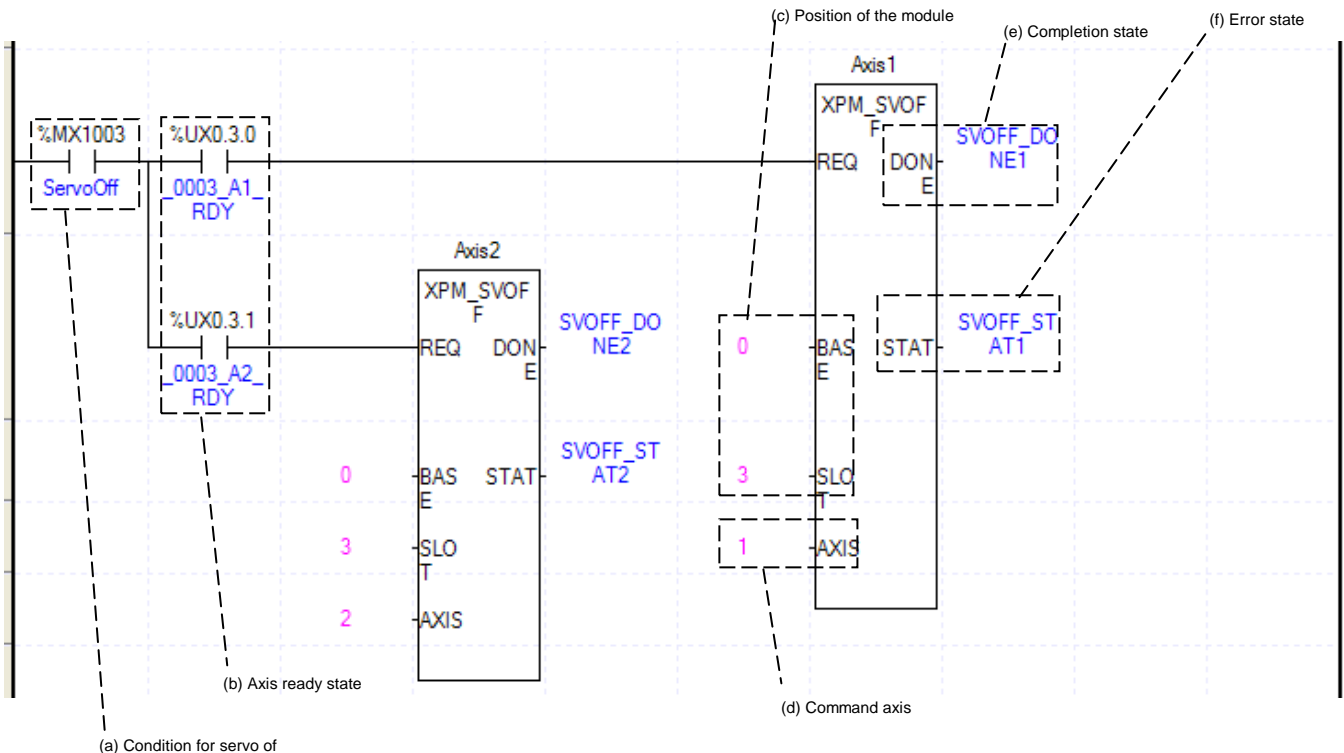 (c) Position of the module
(f) Error state
(e) Completion state
Axis1
XPM_SVOF
F
%MX1003
%UX0.3.0
SVOFF_DO
NE1
REQ
DON
E
ServoOff
_0003_A1_
RDY
Axis2
XPM_SVOF
F
%UX0.3.1
SVOFF_DO
NE2
SVOFF_ST
AT1
REQ
DON
E
0
BAS
E
STAT
_0003_A2_
RDY
SVOFF_ST
AT2
0
BAS
E
STAT
3
SLO
T
3
SLO
T
1
AXIS
2
AXIS
(b) Axis ready state
(d) Command axis
(a) Condition for servo of